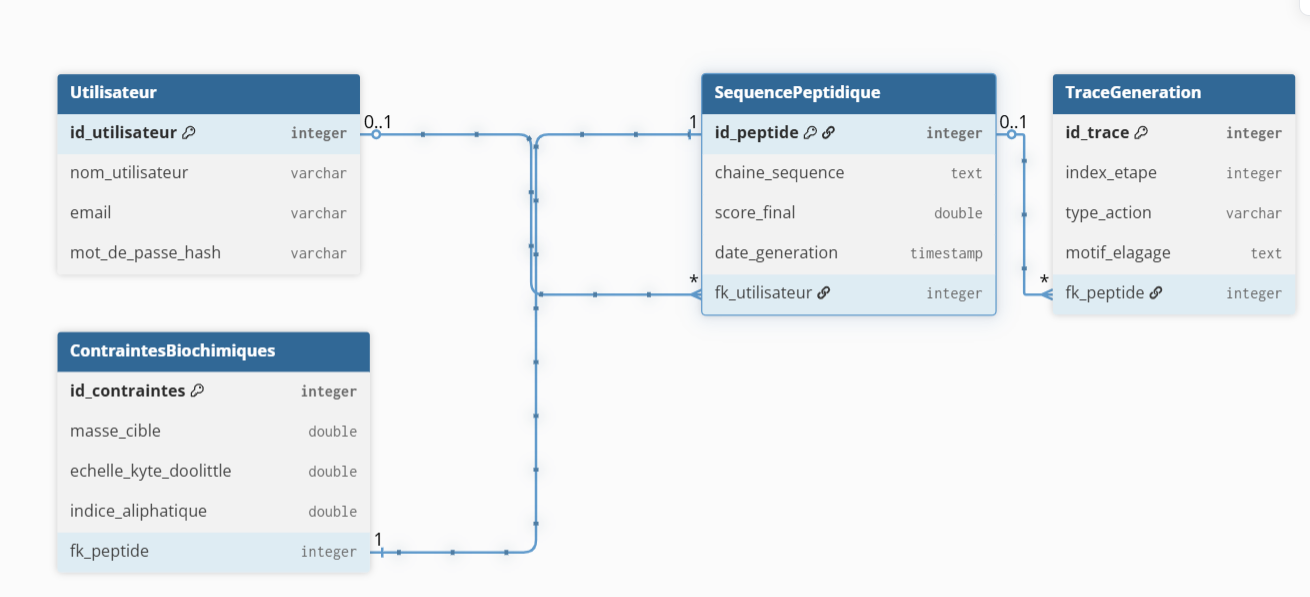 Utilisateur
id_utilisateur integer
nom_utilisateur varchar
email varchar
mot_de_passe_hash varchar
0..1
1
*
SequencePeptidique
id_peptide integer
chaine_sequence text
score_final double
date_generation timestamp
fk_utilisateur integer
0..1
*
TraceGeneration
id_trace integer
index_etape integer
type_action varchar
motif_elagage text
fk_peptide integer
ContraintesBiochimiques
id_contraintes integer
masse_cible double
echelle_kyte_doolittle double
indice_aliphatique double
fk_peptide integer
1